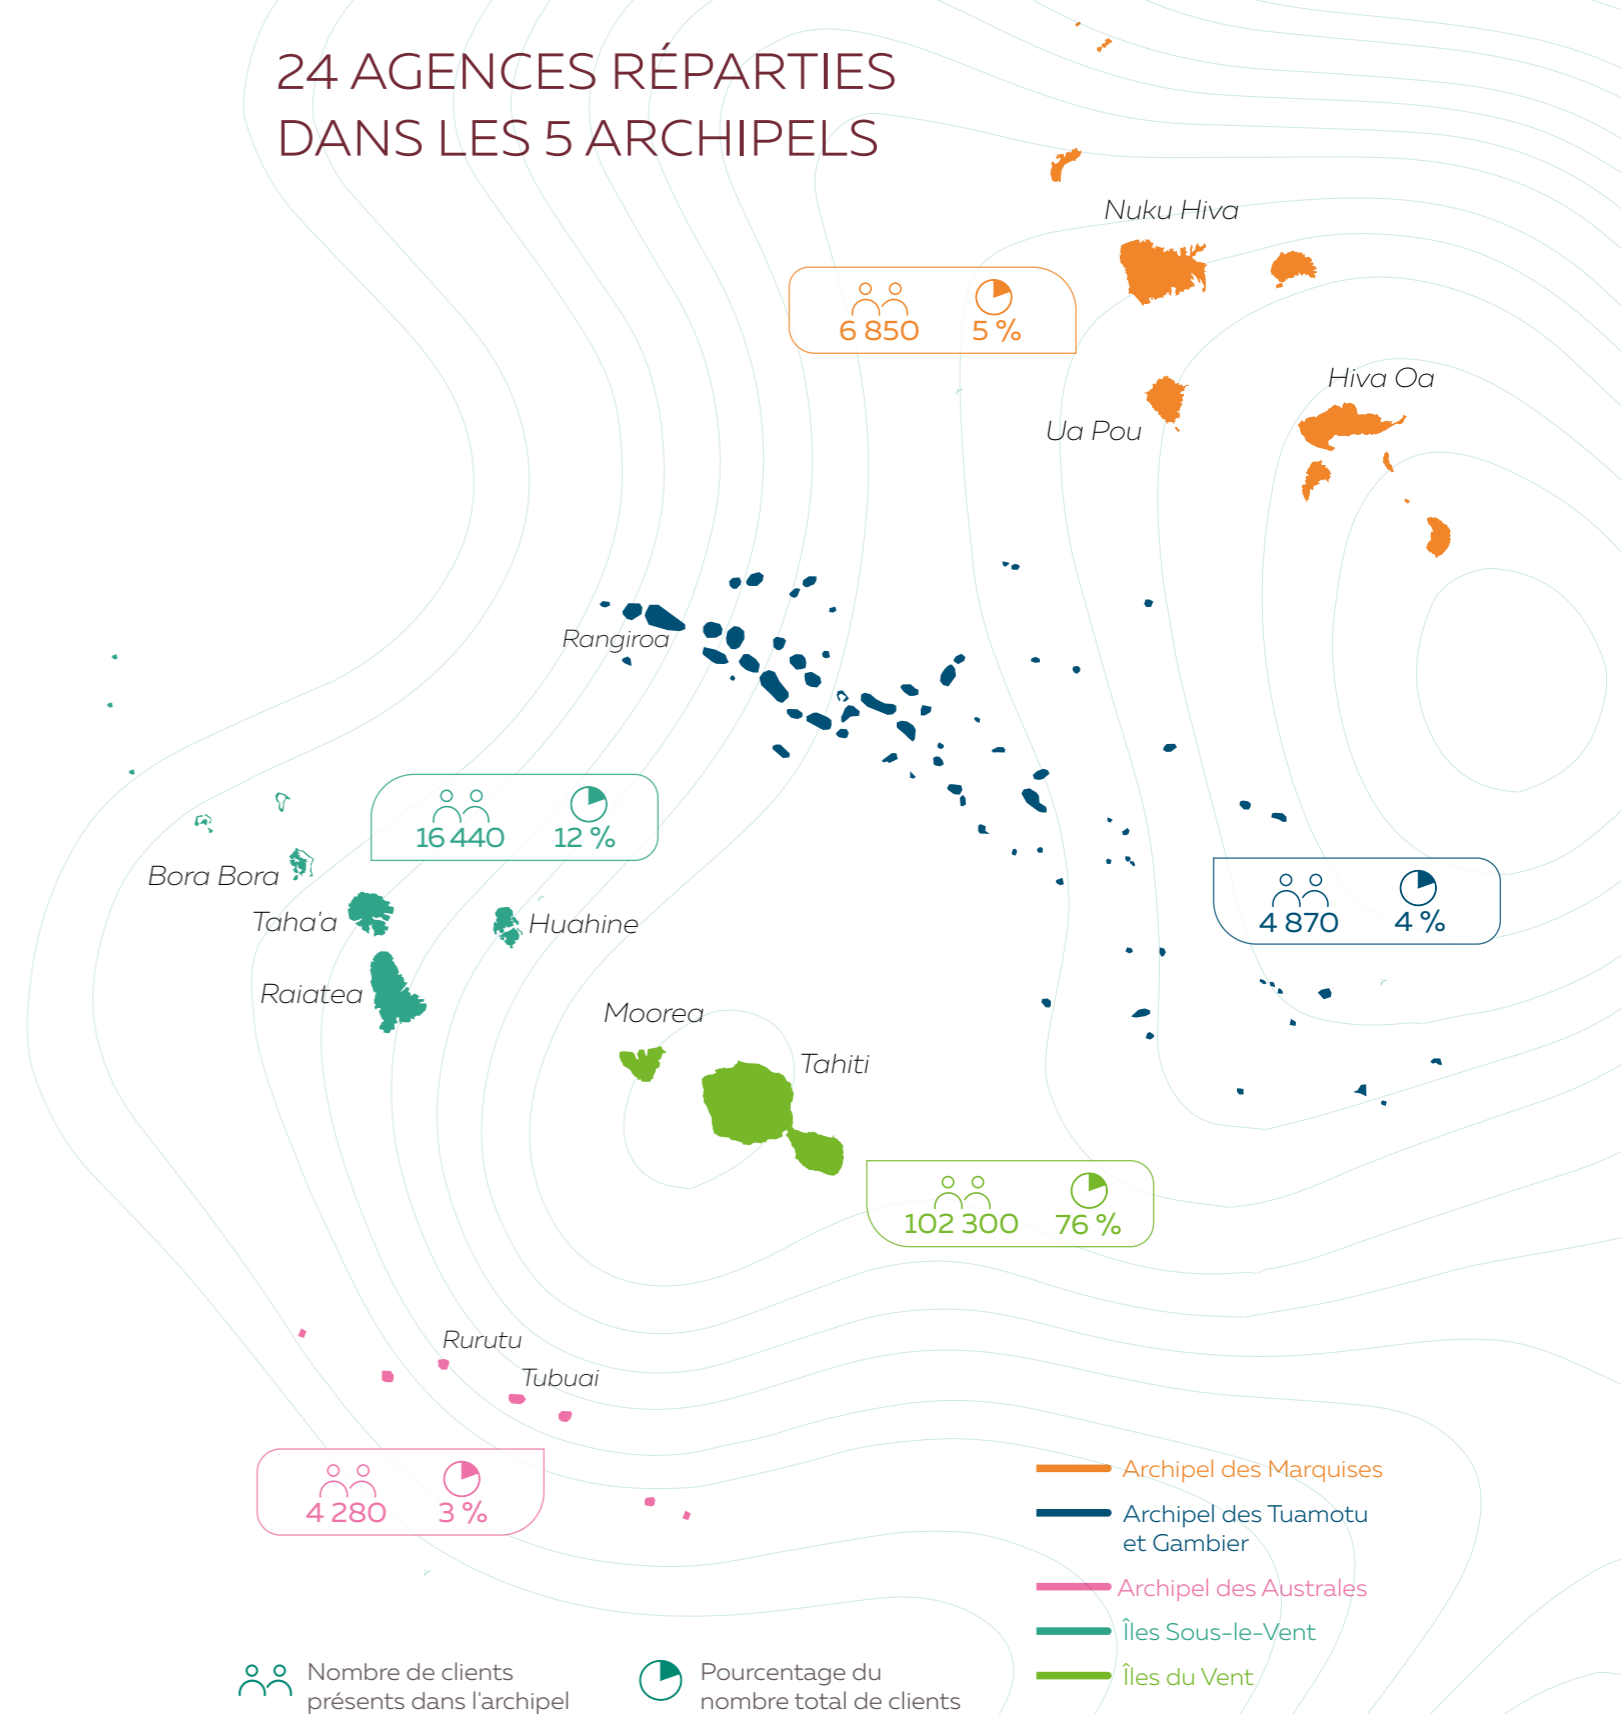 24 AGENCES RÉPARTIES
DANS LES 5 ARCHIPELS
Nuku Hiva
6 850
5 %
Hiva Oa
Ua Pou
Rangiroa
16 440
12 %
Bora Bora
Taha'a
Huahine
Raiatea
4 870
4 %
Moorea
Tahiti
102 300
76 %
Rurutu
Tubuai
4 280
3 %
Archipel des Marquises
Archipel des Tuamotu
et Gambier
Archipel des Australes
Îles Sous-le-Vent
Îles du Vent
Nombre de clients
présents dans l'archipel
Pourcentage du
nombre total de clients